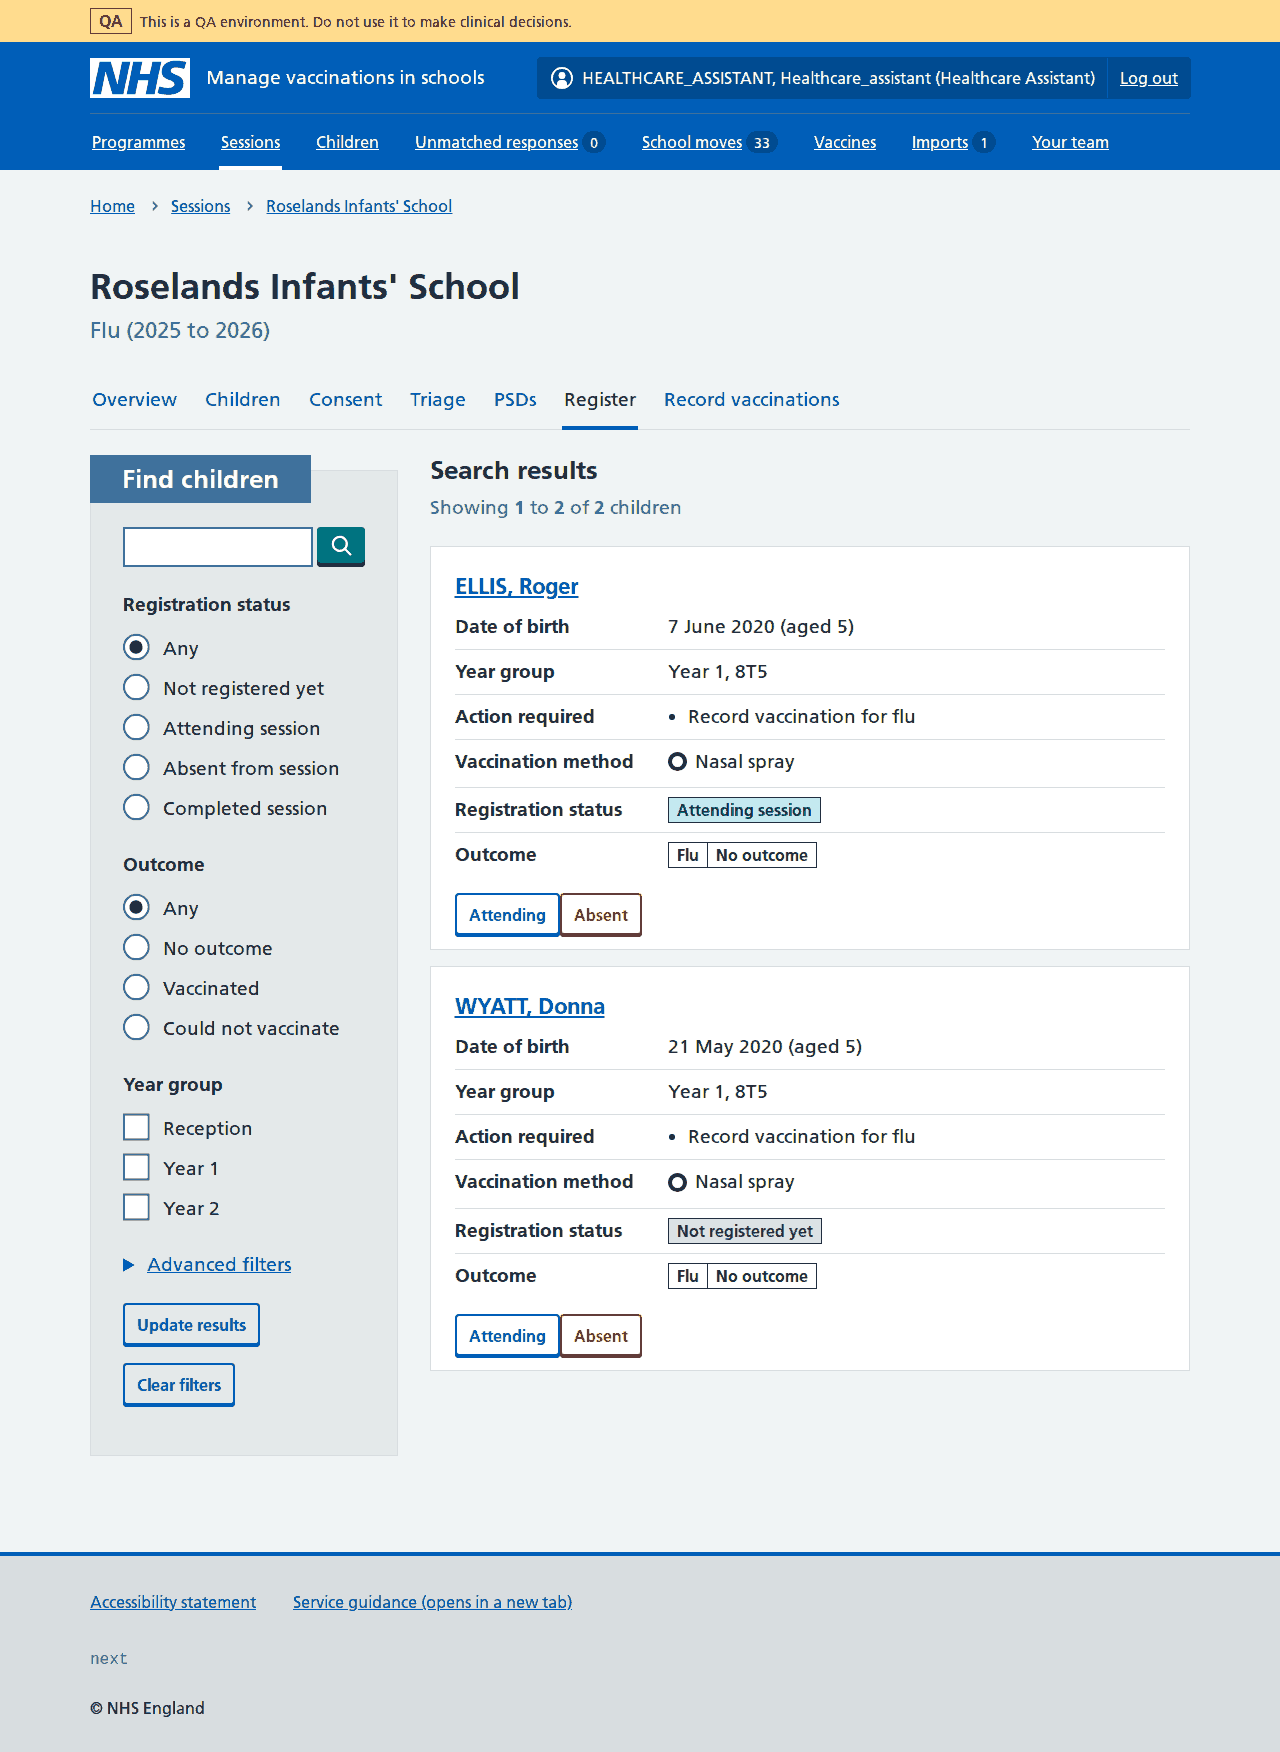 QA This is a QA environment. Do not use it to make clinical decisions.
NHS Manage vaccinations in schools HEALTHCARE_ASSISTANT, Healthcare_assistant (Healthcare Assistant) Log out
Programmes Sessions Children Unmatched responses 0 School moves 33 Vaccines Imports 1 Your team
Home Sessions Roselands Infants' School
Roselands Infants' School
Flu (2025 to 2026)
Overview Children Consent Triage PSDs Register Record vaccinations
Find children
Registration status
Any
Not registered yet
Attending session
Absent from session
Completed session
Outcome
Any
No outcome
Vaccinated
Could not vaccinate
Year group
Reception
Year 1
Year 2
Advanced filters
Update results
Clear filters
Search results
Showing 1 to 2 of 2 children
ELLIS, Roger
Date of birth 7 June 2020 (aged 5)
Year group Year 1, 8T5
Action required • Record vaccination for flu
Vaccination method Nasal spray
Registration status Attending session
Outcome Flu No outcome
Attending Absent
WYATT, Donna
Date of birth 21 May 2020 (aged 5)
Year group Year 1, 8T5
Action required • Record vaccination for flu
Vaccination method Nasal spray
Registration status Not registered yet
Outcome Flu No outcome
Attending Absent
Accessibility statement Service guidance (opens in a new tab)
next
© NHS England